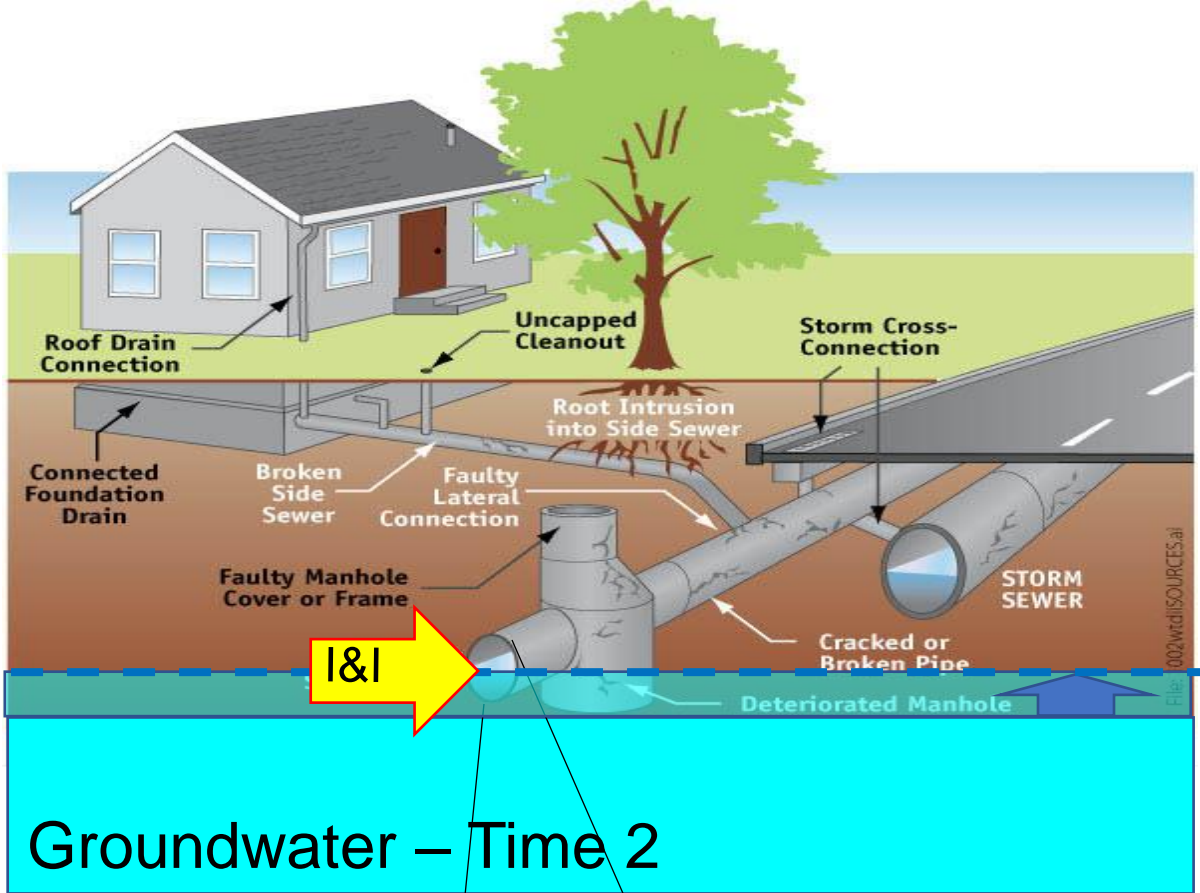 Roof Drain
Connection
Uncapped
Cleanout
Storm Cross-
Connection
Root Intrusion
into Side Sewer
Connected
Foundation
Drain
Broken
Side
Sewer
Faulty
Lateral
Connection
Faulty Manhole
Cover or Frame
STORM
SEWER
Cracked or
Broken Pipe
I&I
Deteriorated Manhole
Groundwater – Time 2